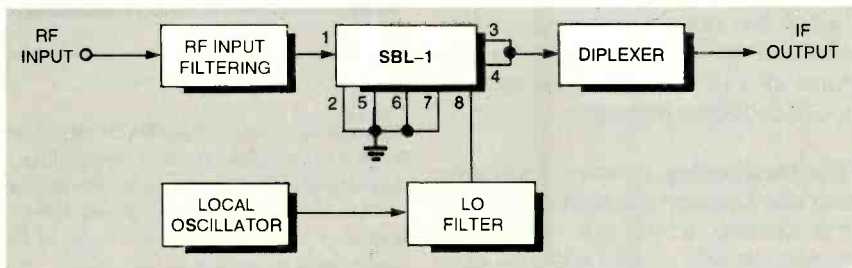 RF
INPUT
RF INPUT
FILTERING
1
SBL–1
3
4
DIPLEXER
IF
OUTPUT
2
5
6
7
8
LOCAL
OSCILLATOR
LO
FILTER